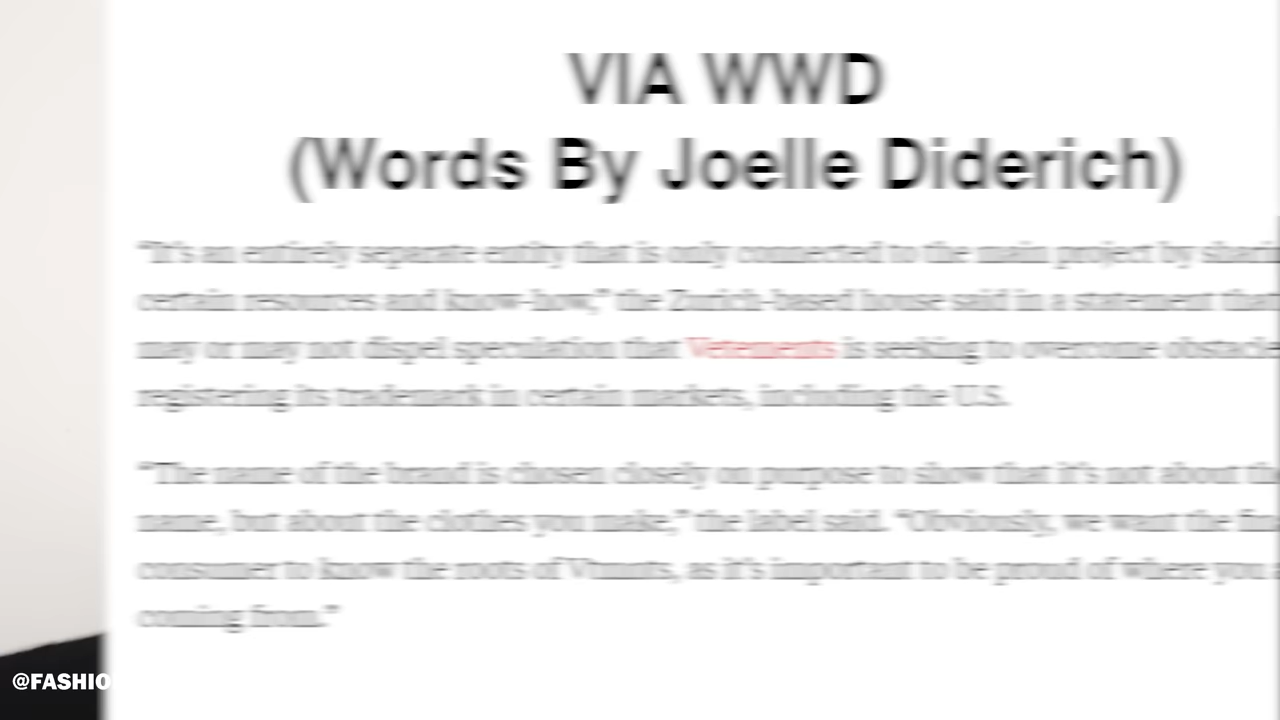 VIA WWD
(Words By Joelle Diderich)
“It’s an entirely separate entity that is only connected to the main project by
certain resources and know-how,” the Zurich-based house said in a statement that
may or may not dispel speculation that Vetements is seeking to overcome
registering its trademark in certain markets, including the U.S.
“The name of the brand is chosen closely on purpose to show that it’s not about
name, but about the clothes you make,” the label said. “Obviously, we want the
consumer to know the roots of Vtmnts, as it’s important to be proud of where you
coming from.”
@FASHIO